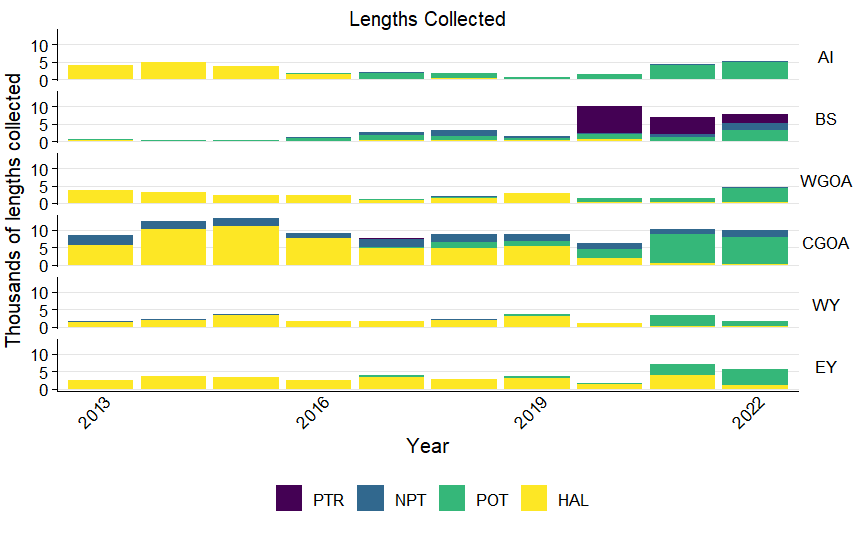 Lengths Collected
Thousands of lengths collected
10
5
0
AI
10
5
0
BS
10
5
0
WGOA
10
5
0
CGOA
10
5
0
WY
10
5
0
EY
2013
2016
2019
2022
Year
PTR NPT POT HAL